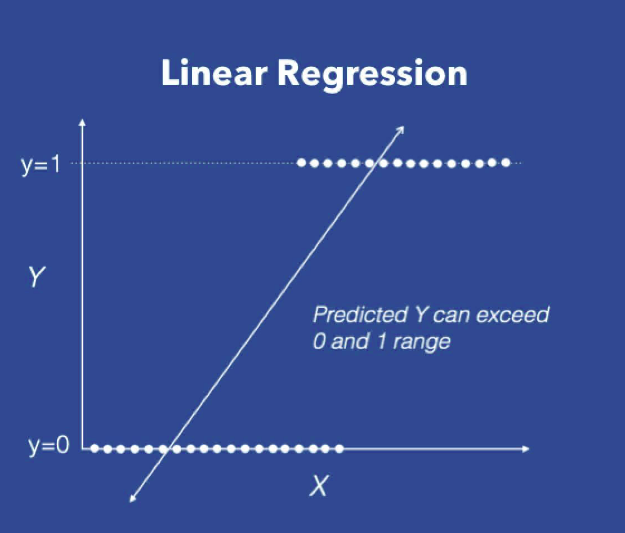 Linear Regression
y=1
Y
Predicted Y can exceed
0 and 1 range
y=0
X